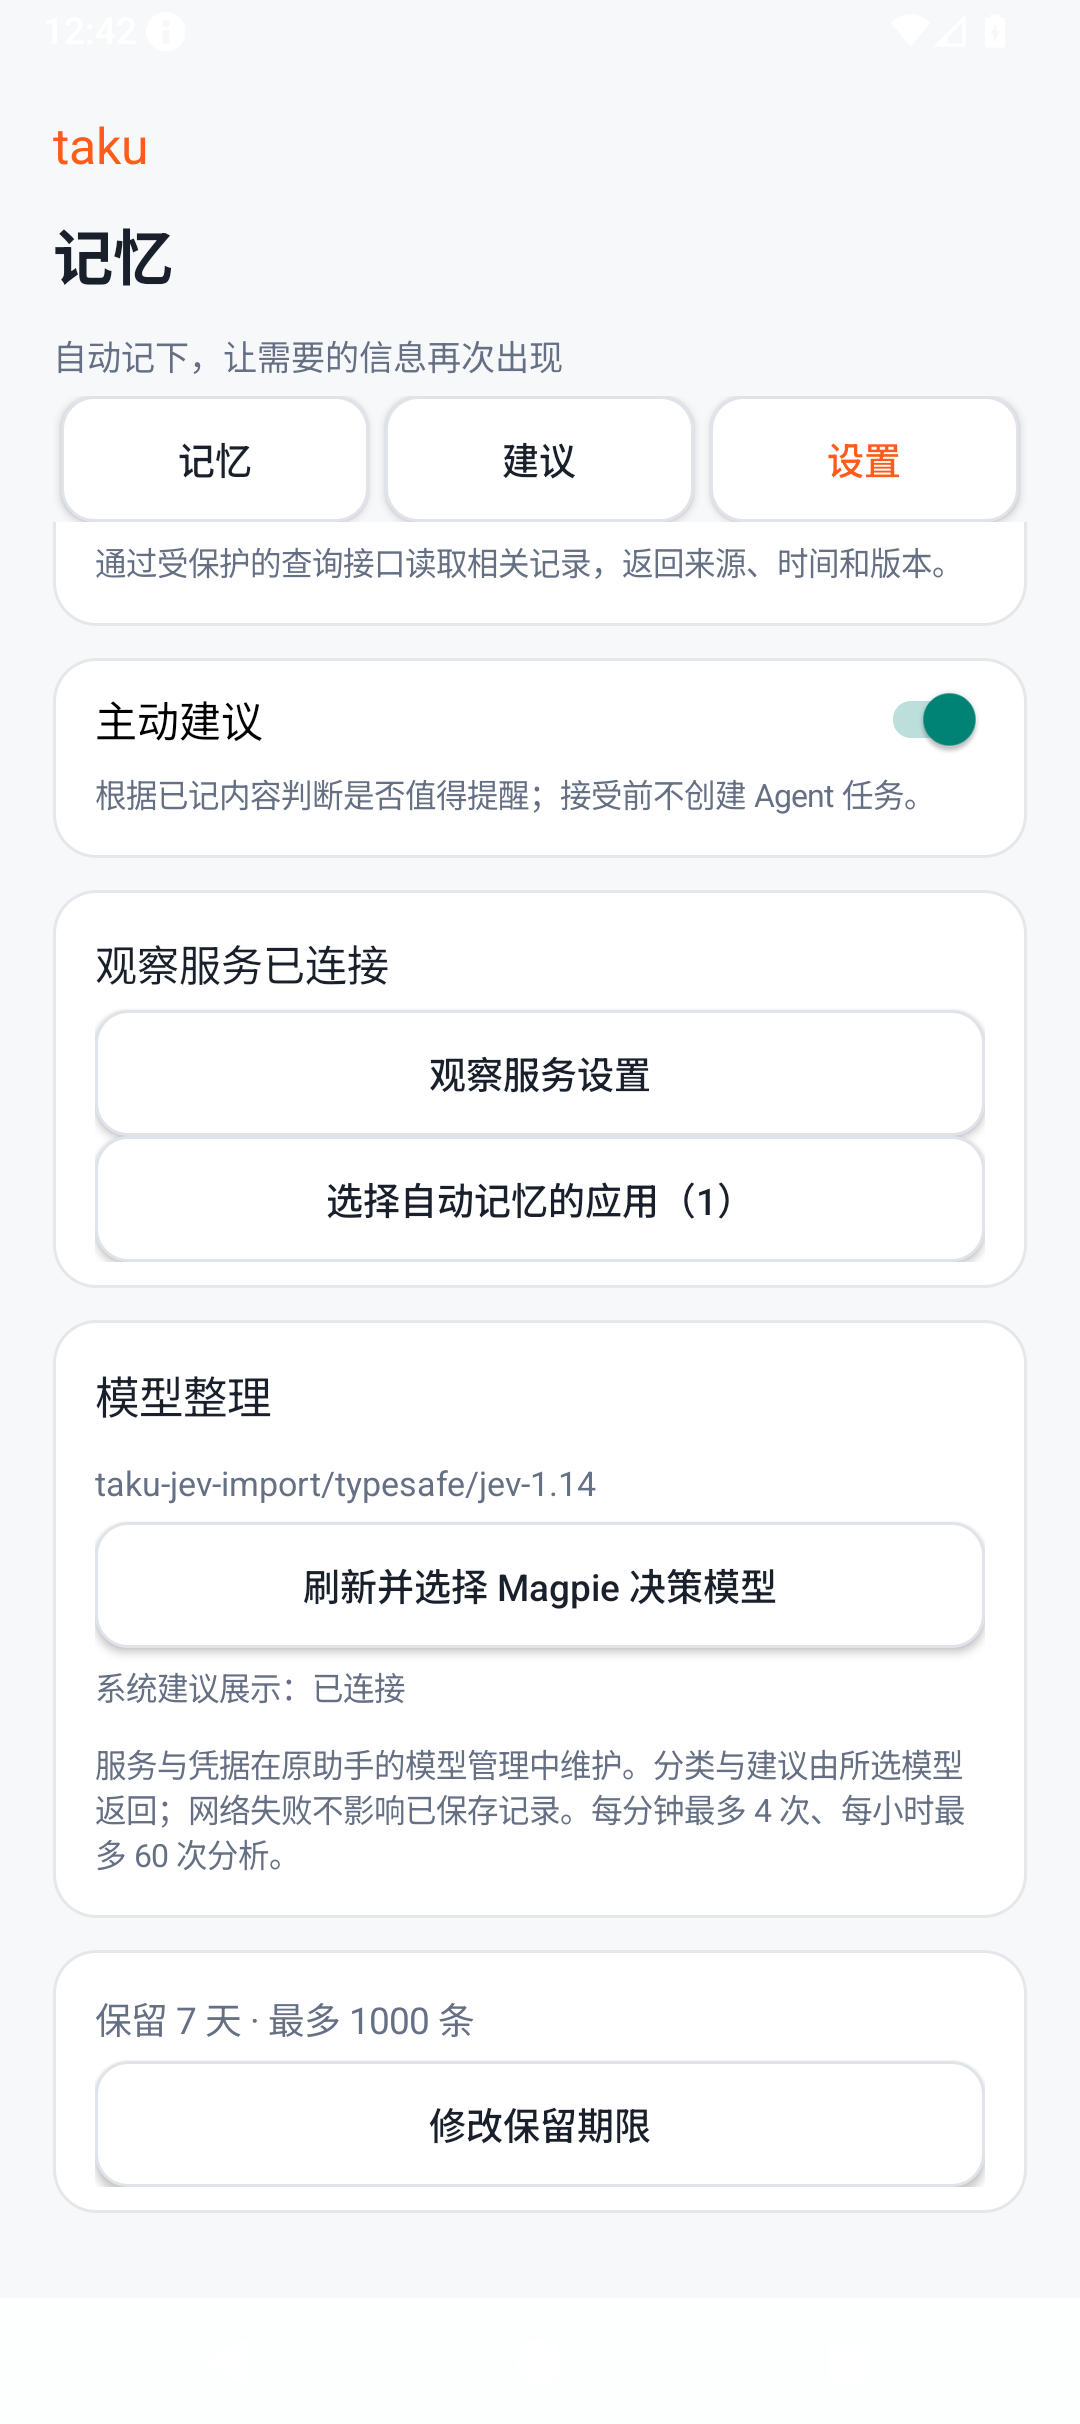 12:42
taku
记忆
自动记下，让需要的信息再次出现
记忆
建议
设置
通过受保护的查询接口读取相关记录，返回来源、时间和版本。
主动建议
根据已记内容判断是否值得提醒；接受前不创建 Agent 任务。
观察服务已连接
观察服务设置
选择自动记忆的应用（1）
模型整理
taku-jev-import/typesafe/jev-1.14
刷新并选择 Magpie 决策模型
系统建议展示：已连接
服务与凭据在原助手的模型管理中维护。分类与建议由所选模型
返回；网络失败不影响已保存记录。每分钟最多 4 次、每小时最
多 60 次分析。
保留 7 天 · 最多 1000 条
修改保留期限